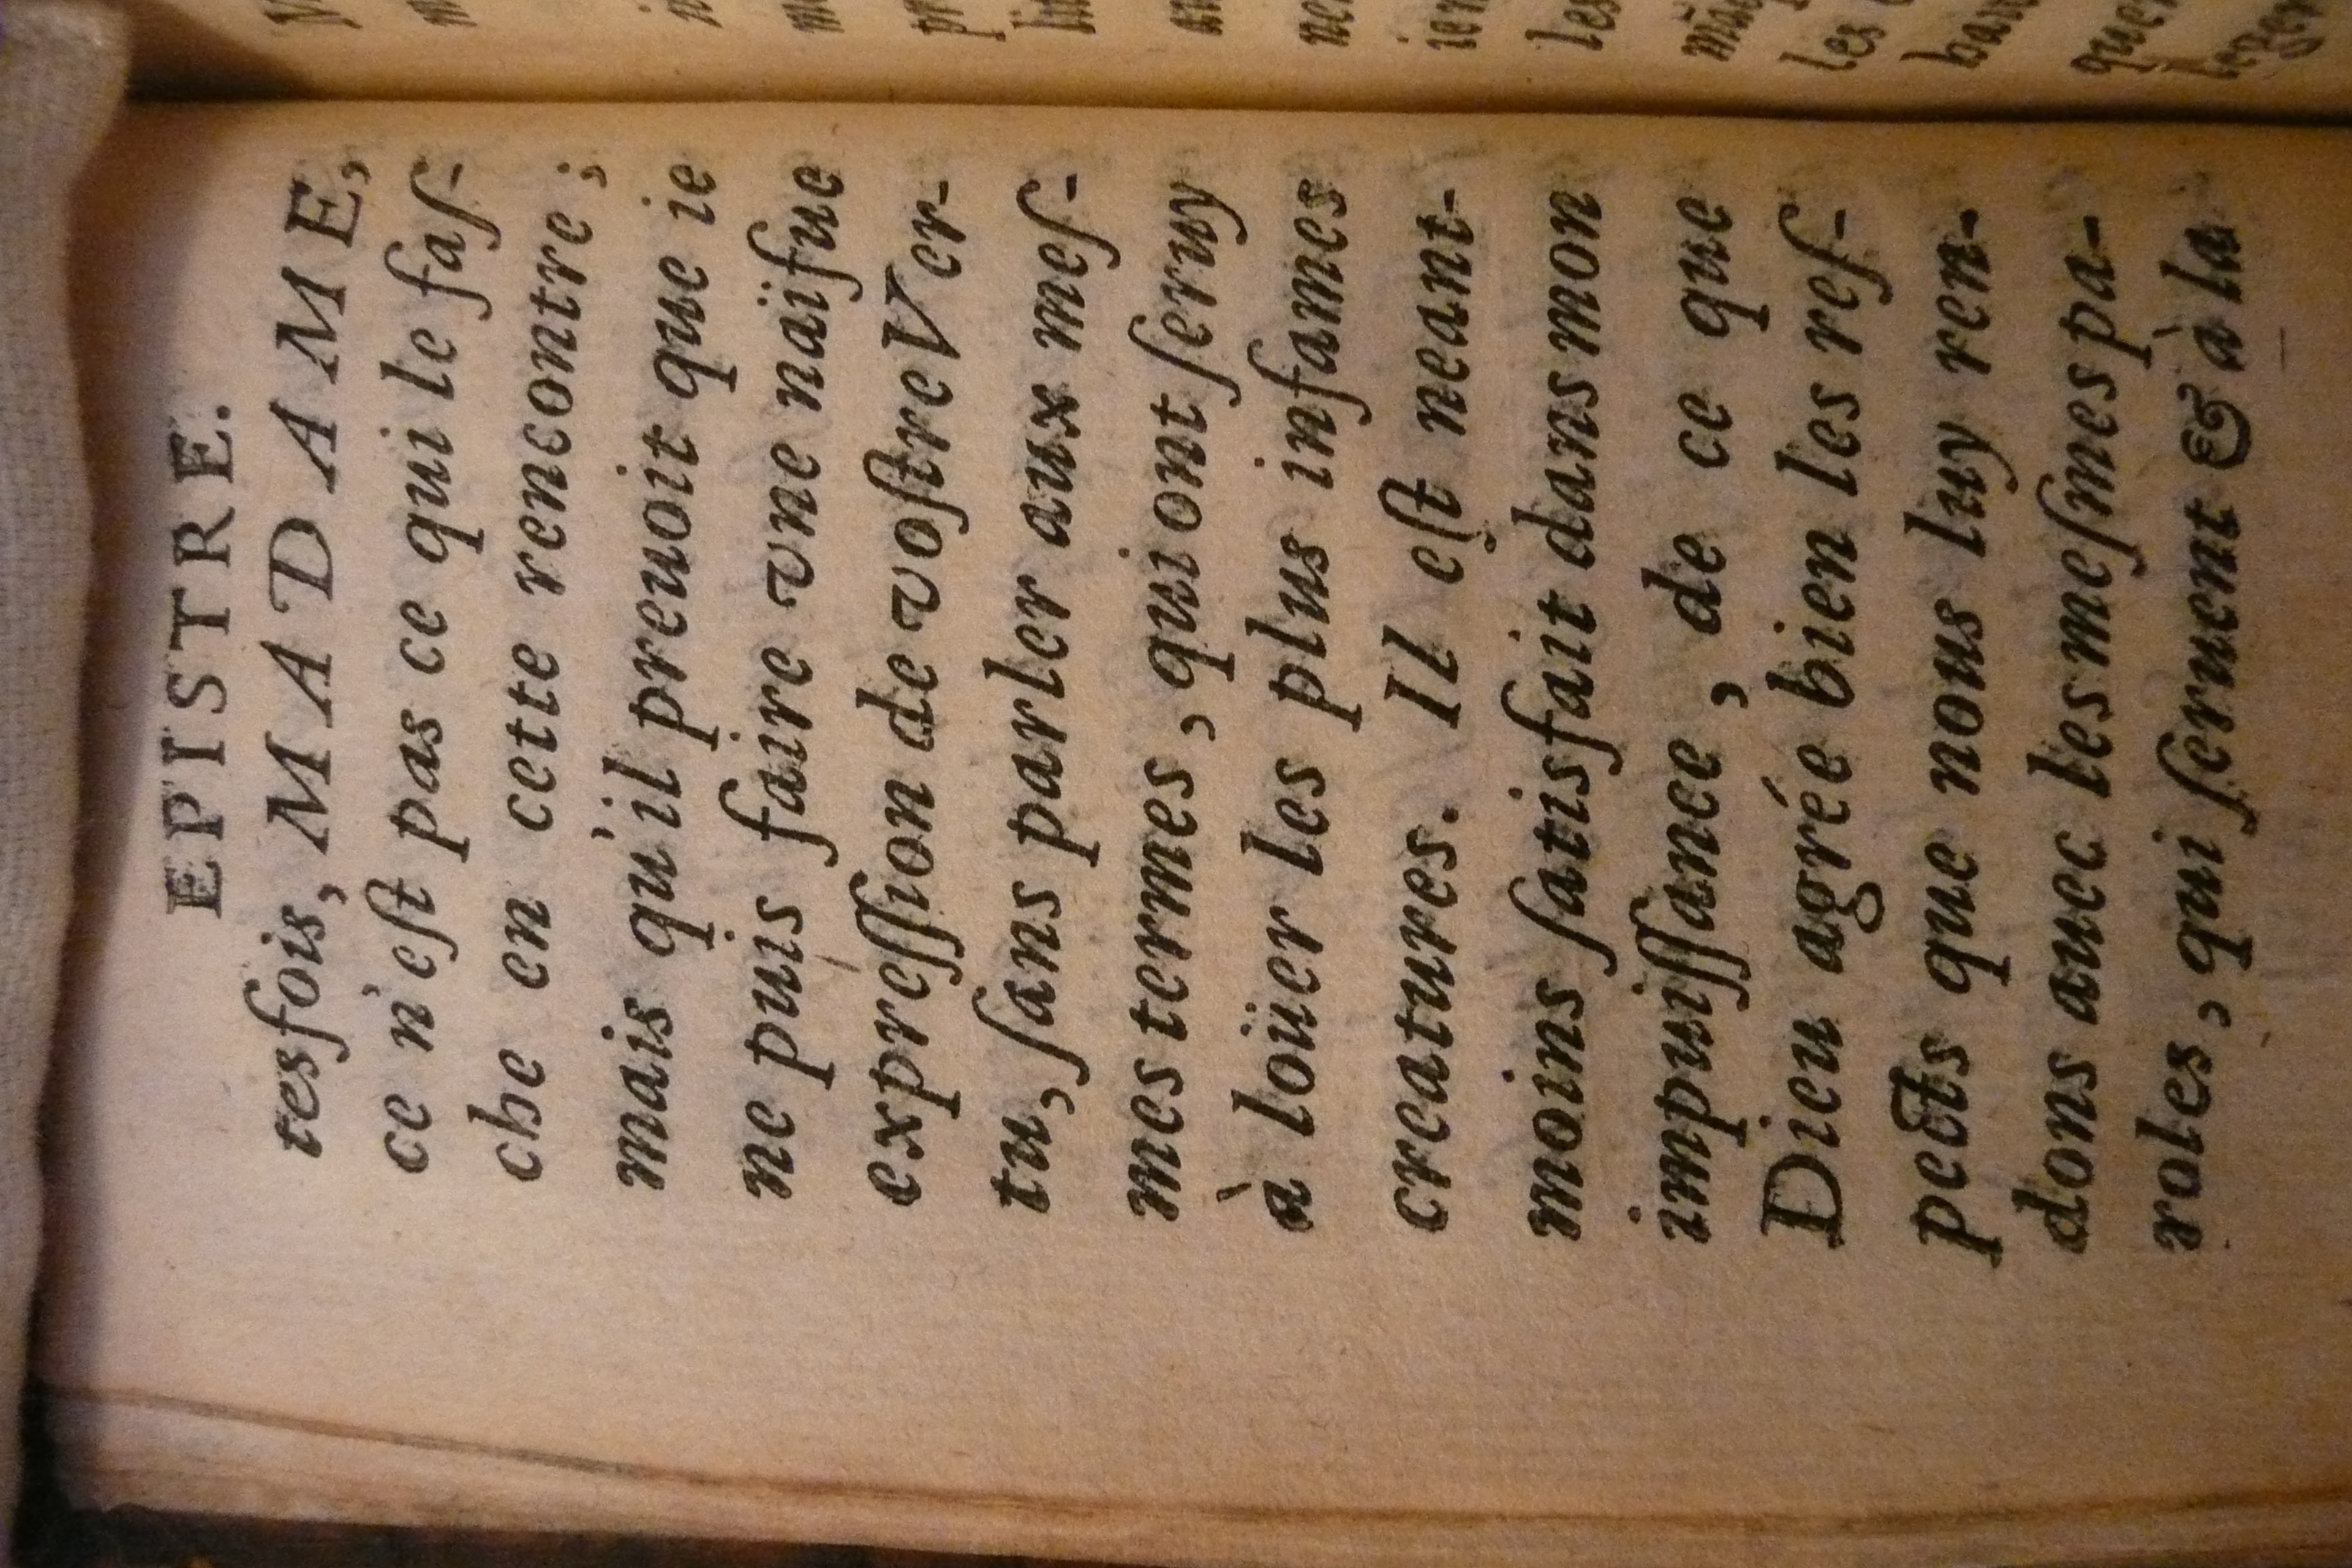 EPISTRE.
tesfois, MADAME,
ce n'eſt pas ce qui le faſ-
che en cette rencontre ;
mais qu'il preuoit que ie
ne puis faire vne naïfue
expreſſion de voſtre Ver-
tu, ſans parler aux meſ-
mes termes, qui ont ſeruy
à loüer les plus infames
creatures. Il eſt neant-
moins ſatisfait dans mon
impuiſſance, de ce que
Dieu agrée bien les reſ-
pects que nous luy ren-
dons auec les meſmes pa-
roles, qui ſeruent & à la